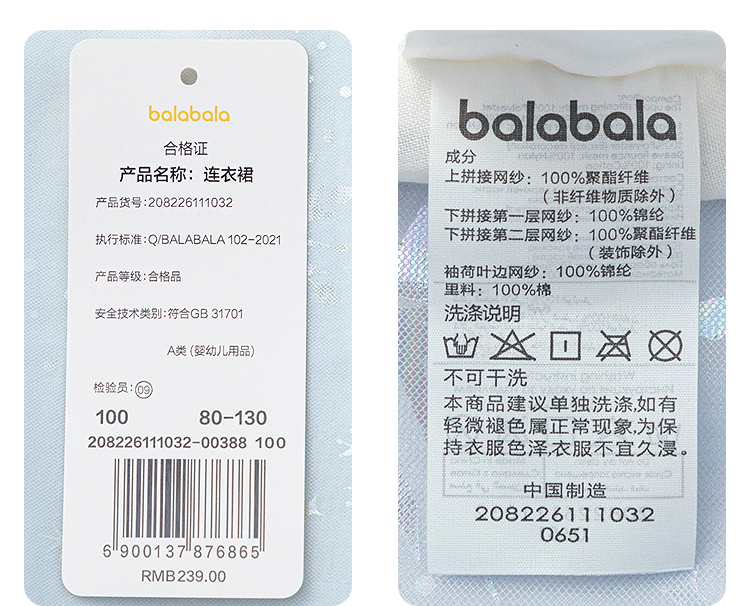 balabala
合格证
产品名称：连衣裙
产品货号:208226111032
执行标准:Q/BALABALA 102-2021
产品等级:合格品
安全技术类别:符合GB 31701
A类 (婴幼儿用品)
检验员: 09
100 80-130
208226111032-00388 100
6 900137 876865
RMB239.00
balabala
成分
上拼接网纱：100%聚酯纤维
（非纤维物质除外）
下拼接第一层网纱：100%锦纶
下拼接第二层网纱：100%聚酯纤维
（装饰除外）
袖荷叶边网纱：100%锦纶
里料：100%棉
洗涤说明
不可干洗
本商品建议单独洗涤,如有
轻微褪色属正常现象,为保
持衣服色泽,衣服不宜久浸。
中国制造
208226111032
0651